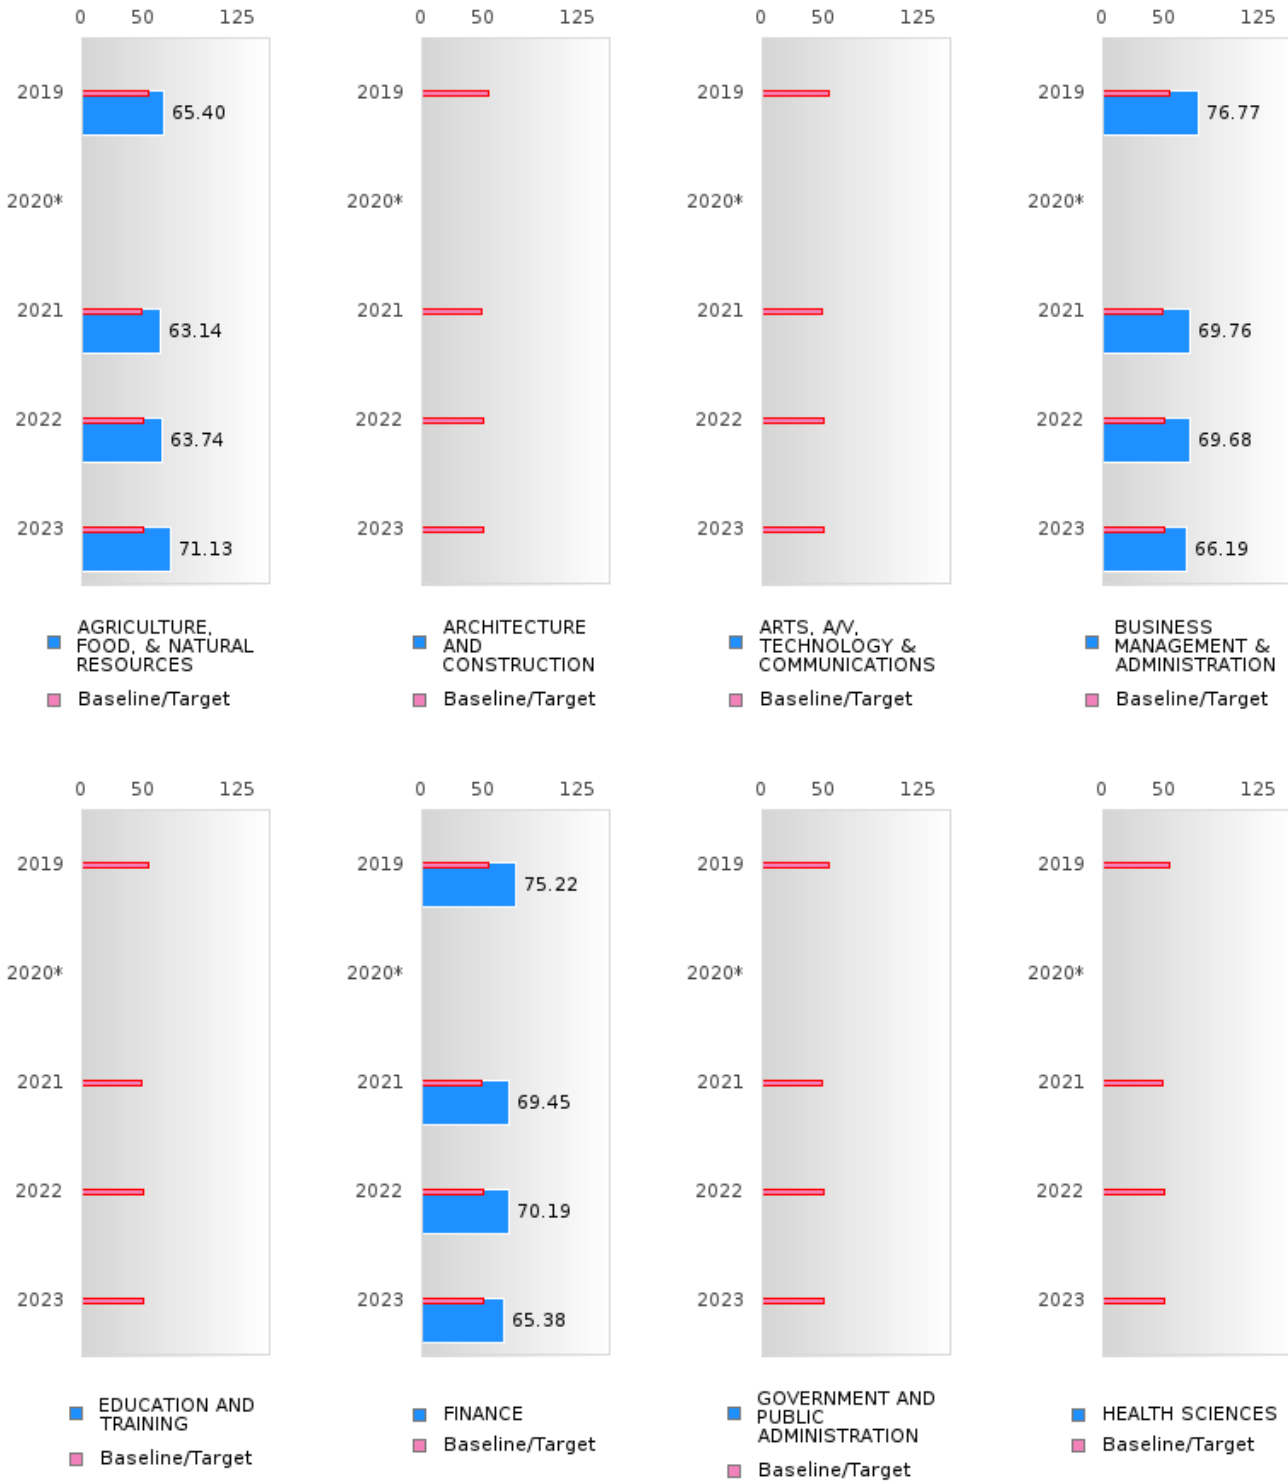 0 50 125
2019
65.40
2020*
2021
63.14
2022
63.74
2023
71.13
AGRICULTURE,
FOOD, & NATURAL
RESOURCES
Baseline/Target
0 50 125
2019
2020*
2021
2022
2023
ARCHITECTURE
AND
CONSTRUCTION
Baseline/Target
0 50 125
2019
2020*
2021
2022
2023
ARTS, A/V,
TECHNOLOGY &
COMMUNICATIONS
Baseline/Target
0 50 125
2019
76.77
2020*
2021
69.76
2022
69.68
2023
66.19
BUSINESS
MANAGEMENT &
ADMINISTRATION
Baseline/Target
0 50 125
2019
2020*
2021
2022
2023
EDUCATION AND
TRAINING
Baseline/Target
0 50 125
2019
75.22
2020*
2021
69.45
2022
70.19
2023
65.38
FINANCE
Baseline/Target
0 50 125
2019
2020*
2021
2022
2023
GOVERNMENT AND
PUBLIC
ADMINISTRATION
Baseline/Target
0 50 125
2019
2020*
2021
2022
2023
HEALTH SCIENCES
Baseline/Target